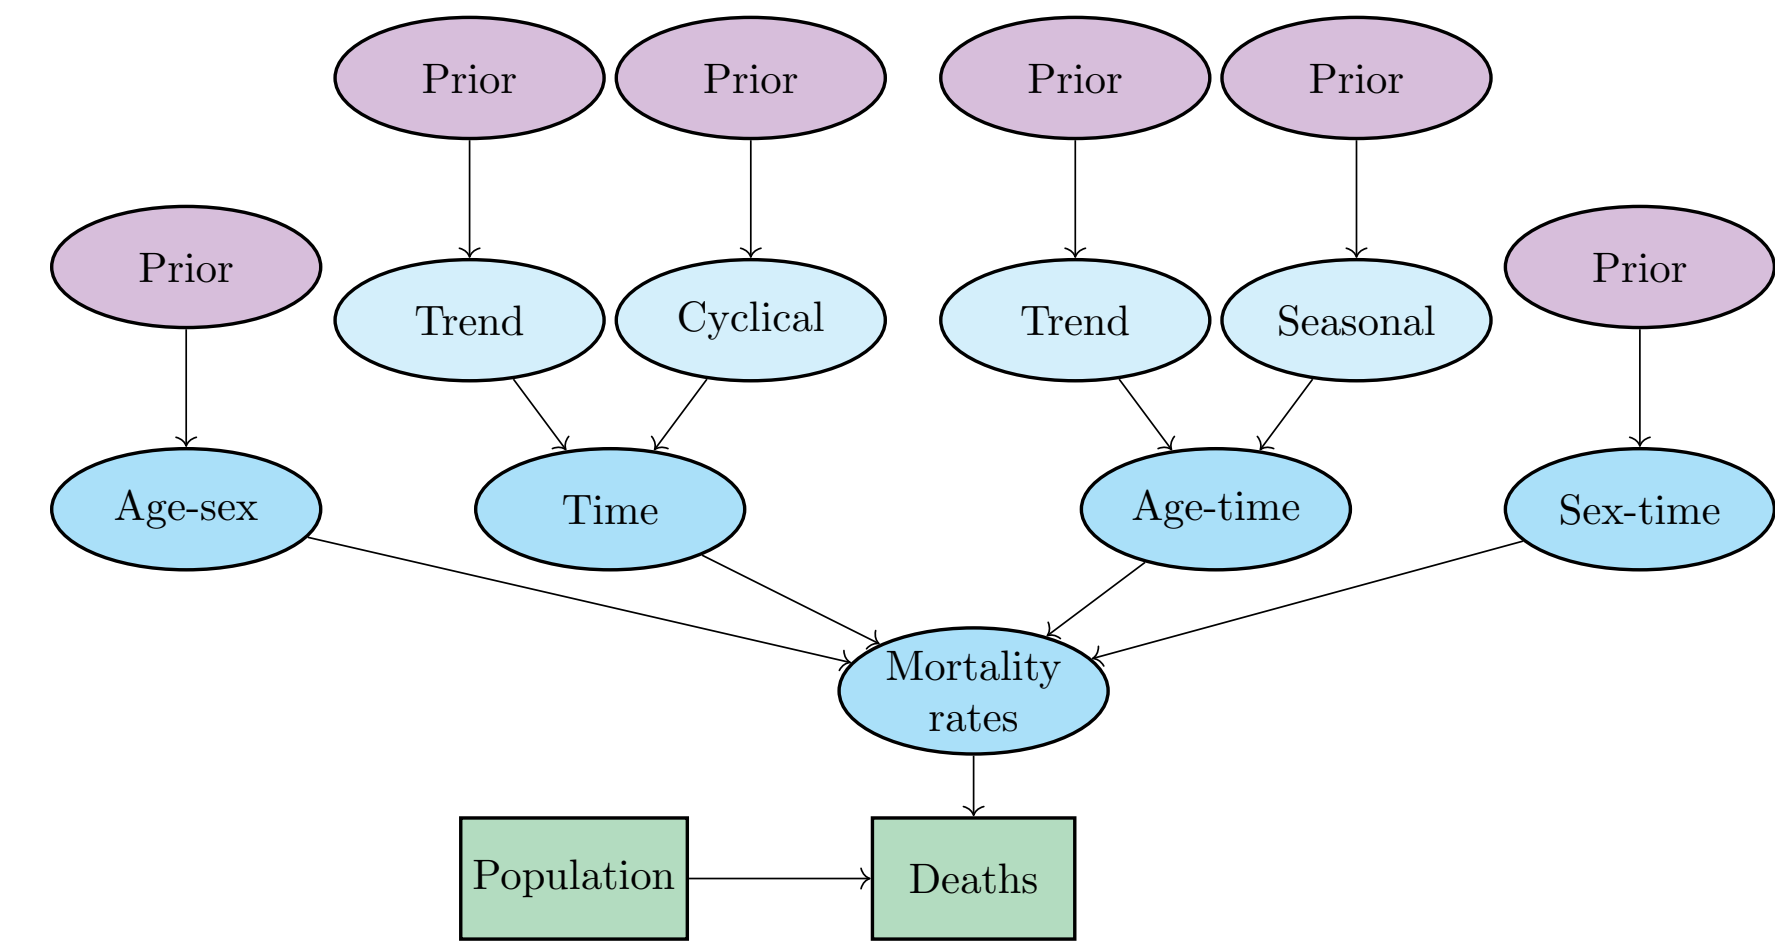 Prior
Prior
Prior
Prior
Prior
Prior
Trend
Cyclical
Trend
Seasonal
Age-sex
Time
Age-time
Sex-time
Mortality
rates
Population
Deaths